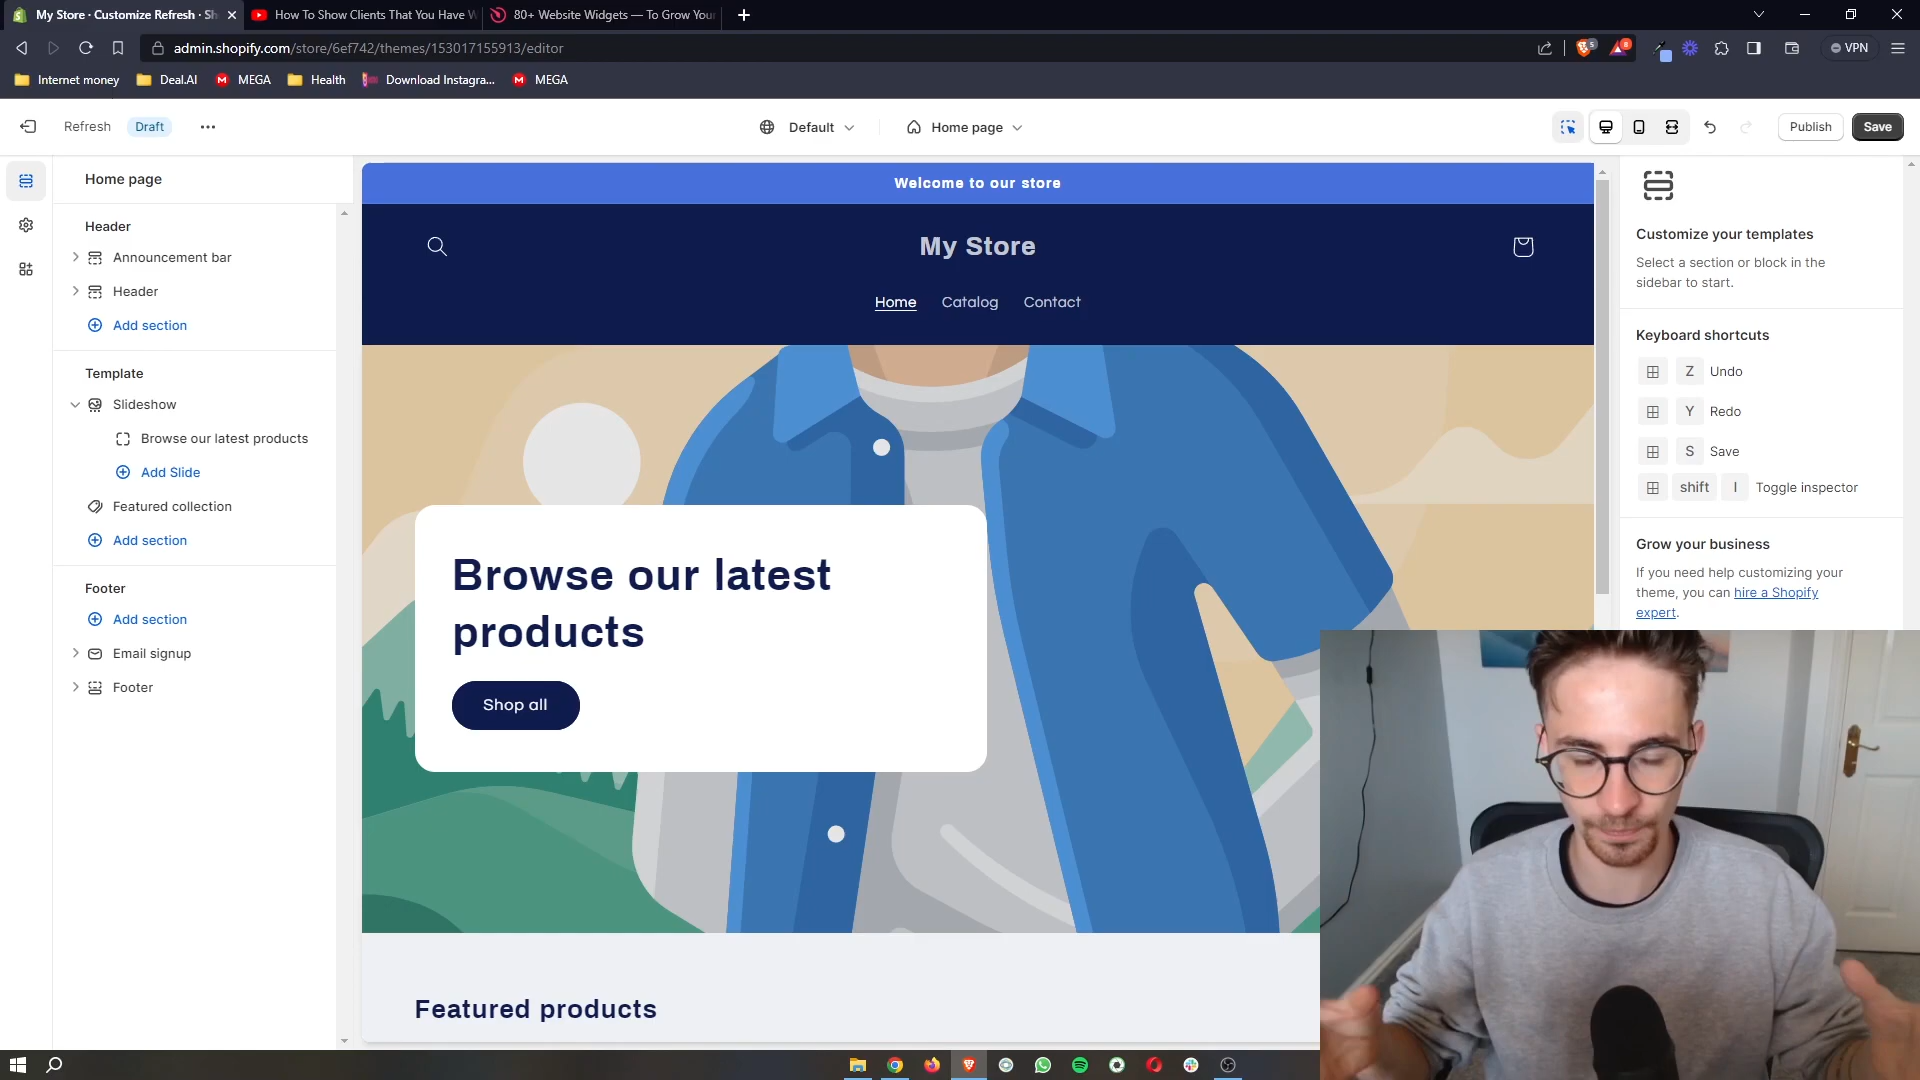 My Store · Customize Refresh · Sh
How To Show Clients That You Have W
80+ Website Widgets — To Grow Your
admin.shopify.com/store/6ef742/themes/153017155913/editor
VPN
Internet money
Deal.AI
MEGA
Health
Download Instagra...
MEGA
Refresh
Draft
Default
Home page
Publish
Save
Home page
Header
Announcement bar
Header
Add section
Template
Slideshow
Browse our latest products
Add Slide
Featured collection
Add section
Footer
Add section
Email signup
Footer
Welcome to our store
My Store
Home
Catalog
Contact
Browse our latest
products
Shop all
Featured products
Customize your templates
Select a section or block in the
sidebar to start.
Keyboard shortcuts
Z Undo
Y Redo
S Save
shift I Toggle inspector
Grow your business
If you need help customizing your
theme, you can hire a Shopify
expert.